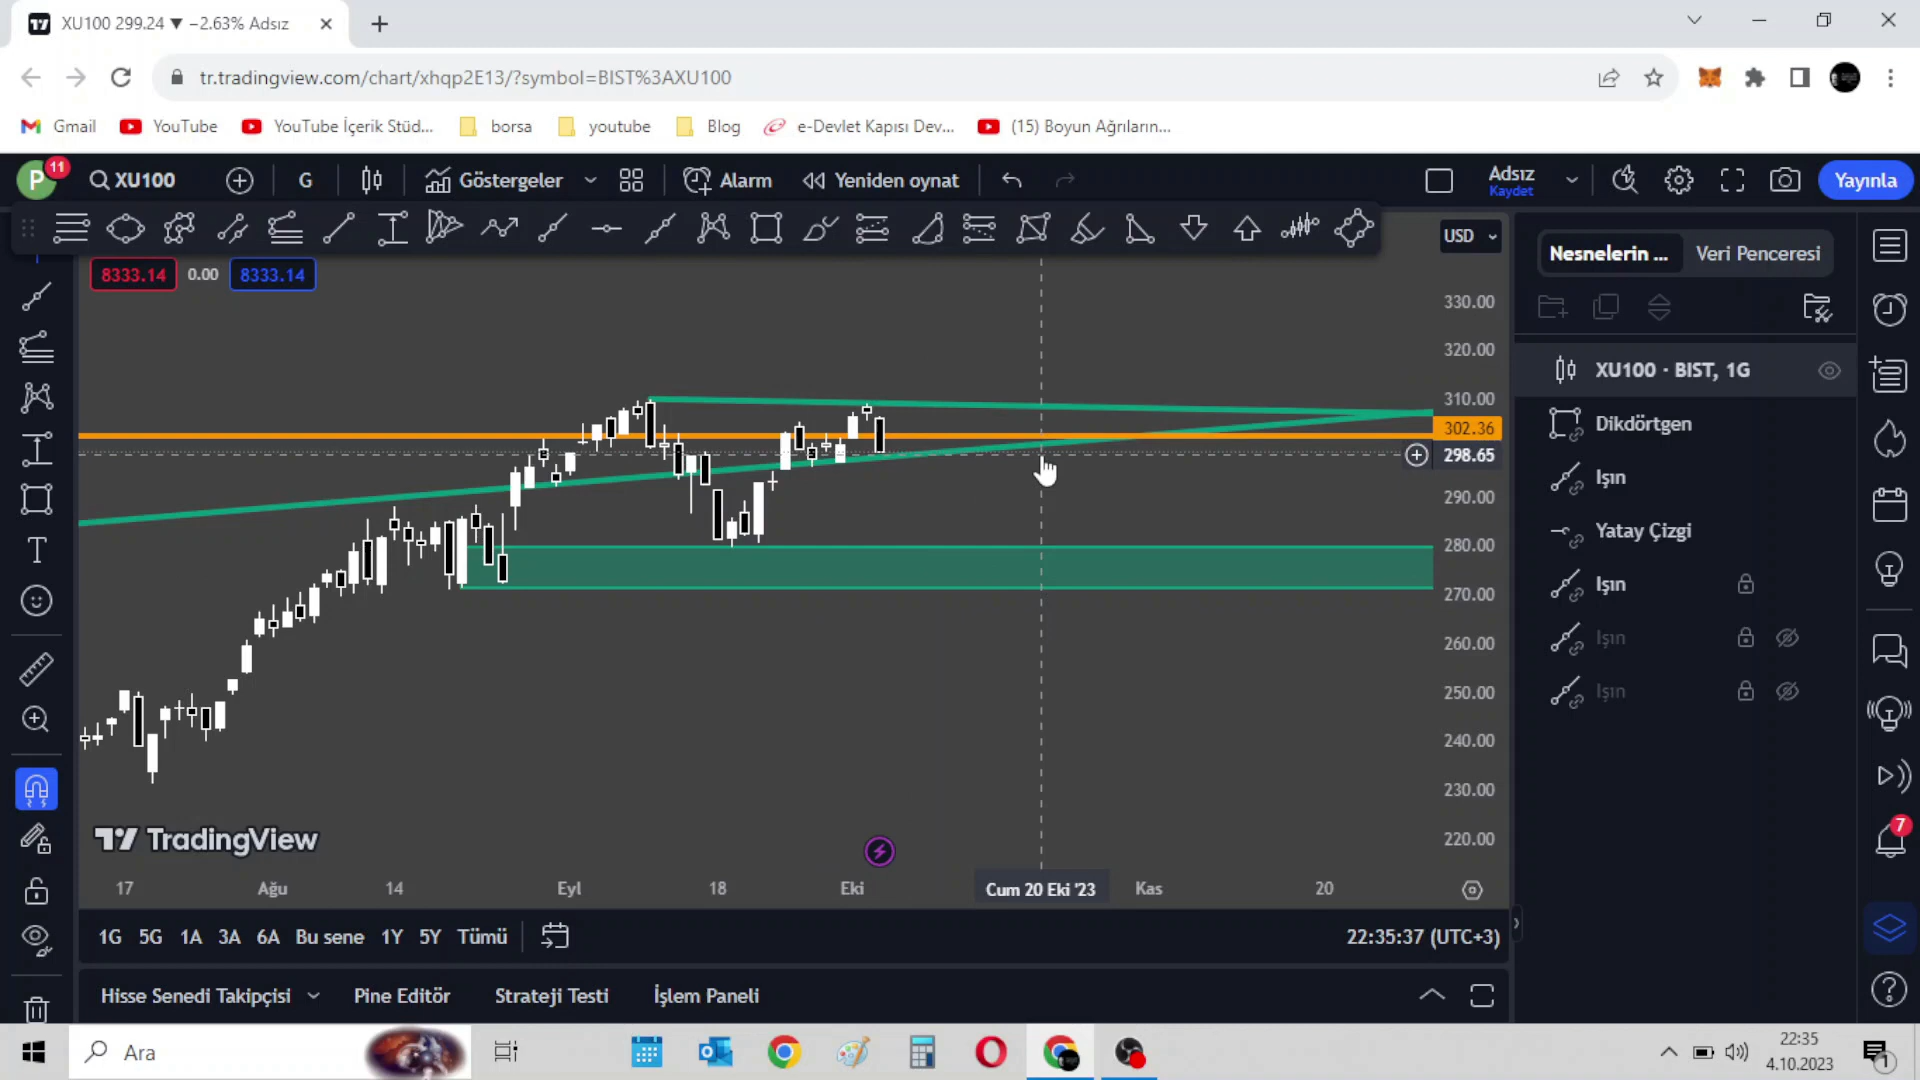 XU100 299.24 ▼ −2.63% Adsız
tr.tradingview.com/chart/xhqp2E13/?symbol=BIST%3AXU100
Gmail YouTube YouTube İçerik Stüd... borsa youtube Blog e-Devlet Kapısı Dev... (15) Boyun Ağrıların...
P 11 XU100 G Göstergeler Alarm Yeniden oynat Adsız Kaydet Yayınla
USD
Nesnelerin ... Veri Penceresi
8333.14 0.00 8333.14
330.00
320.00
310.00
302.36
298.65
290.00
280.00
270.00
260.00
250.00
240.00
230.00
220.00
XU100 · BIST, 1G
Dikdörtgen
Işın
Yatay Çizgi
Işın
Işın
Işın
7
TradingView
17 Ağu 14 Eyl 18 Eki Cum 20 Eki '23 Kas 20
1G 5G 1A 3A 6A Bu sene 1Y 5Y Tümü 22:35:37 (UTC+3)
Hisse Senedi Takipçisi Pine Editör Strateji Testi İşlem Paneli
Ara
22:35
4.10.2023
1